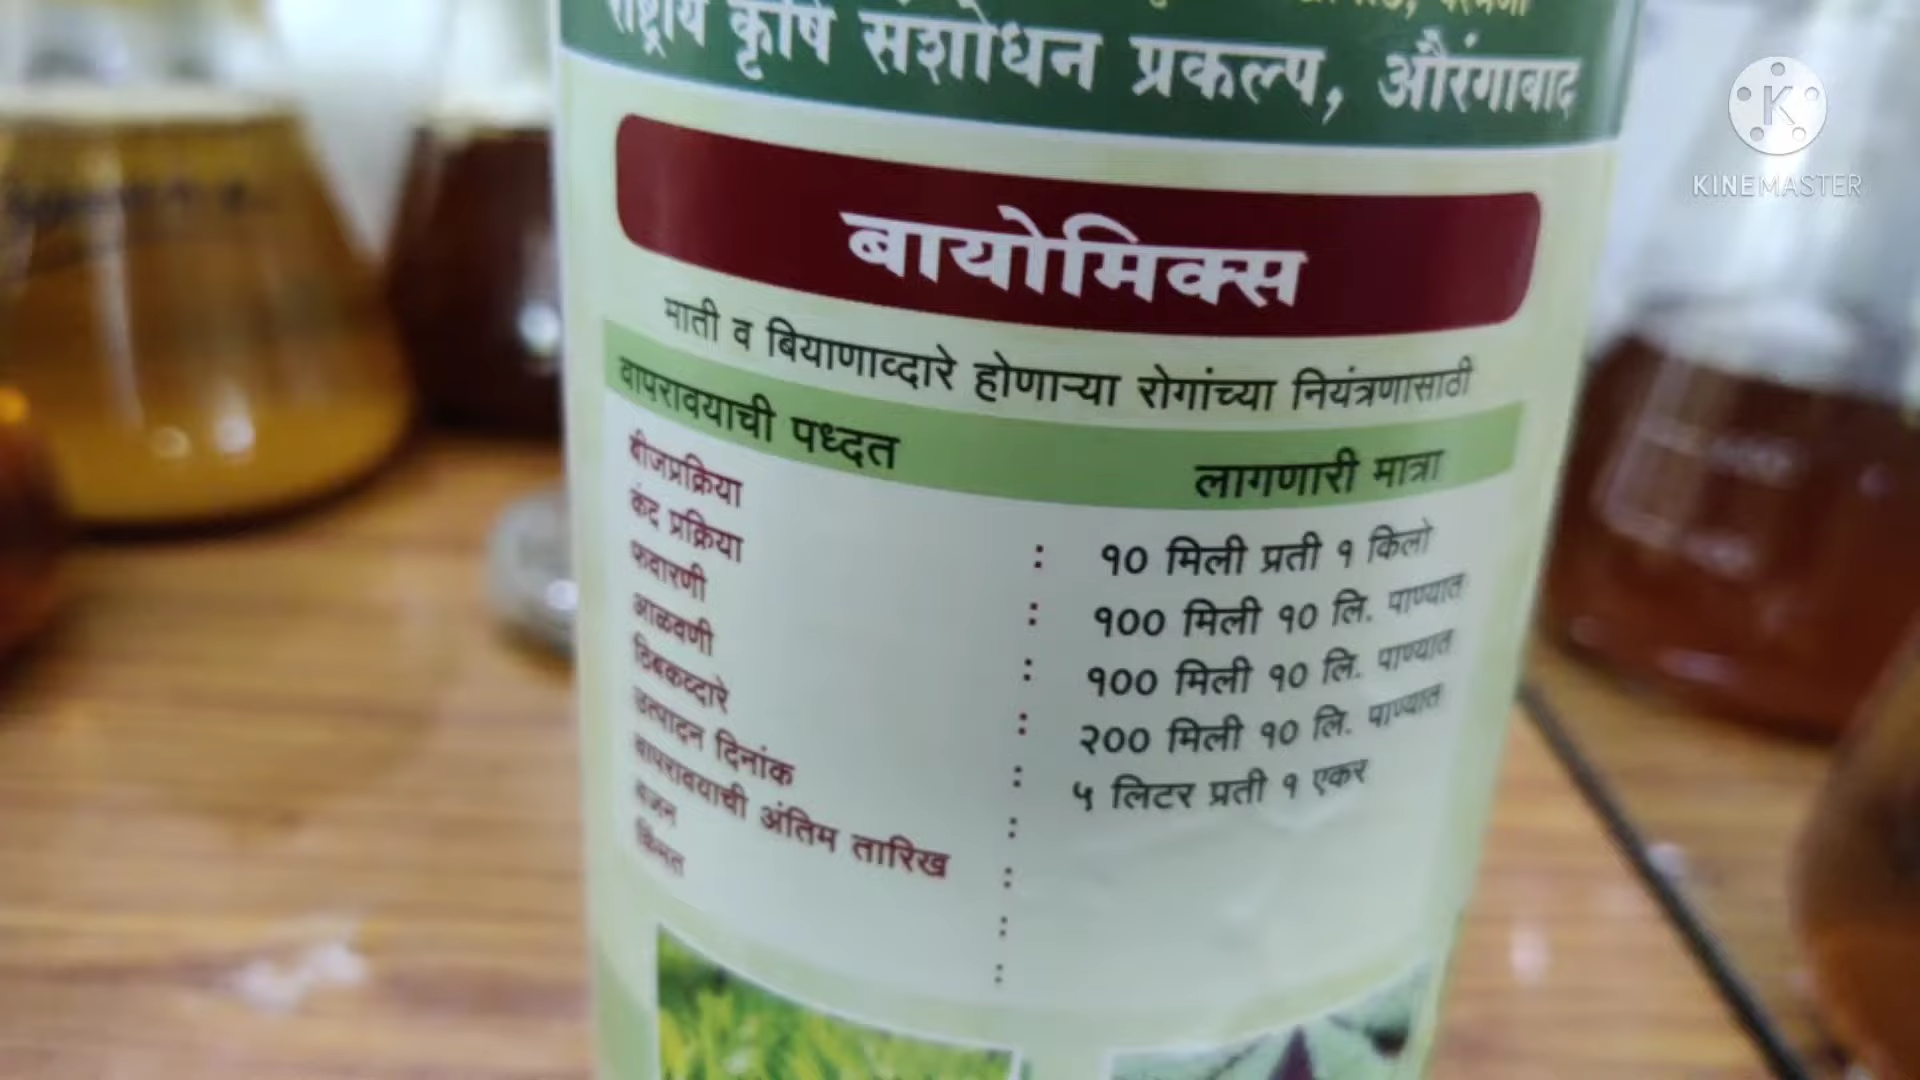 राष्ट्रीय कृषि संशोधन प्रकल्प, औरंगाबाद
KINEMASTER
बायोमिक्स
माती व बियाणाव्दारे होणाऱ्या रोगांच्या नियंत्रणासाठी
वापरावयाची पध्दत लागणारी मात्रा
बीजप्रक्रिया : १० मिली प्रती १ किलो
कंद प्रक्रिया : १०० मिली १० लि. पाण्यात
फवारणी : १०० मिली १० लि. पाण्यात
आळवणी : २०० मिली १० लि. पाण्यात
ठिबकव्दारे : ५ लिटर प्रती १ एकर
उत्पादन दिनांक :
वापरावयाची अंतिम तारिख :
वजन :
किंमत :